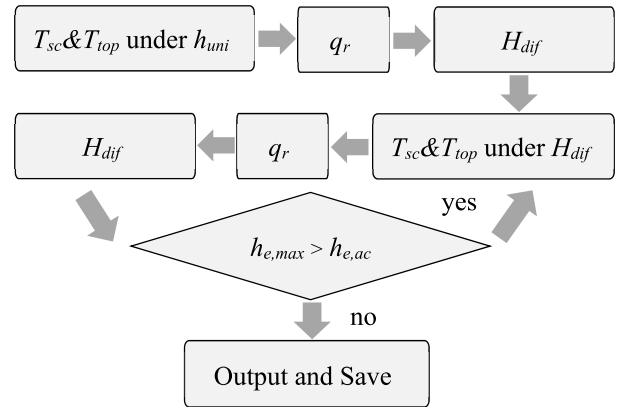 Tsc&Ttop under huni
qr
Hdif
Hdif
qr
Tsc&Ttop under Hdif
yes
he,max > he,ac
no
Output and Save